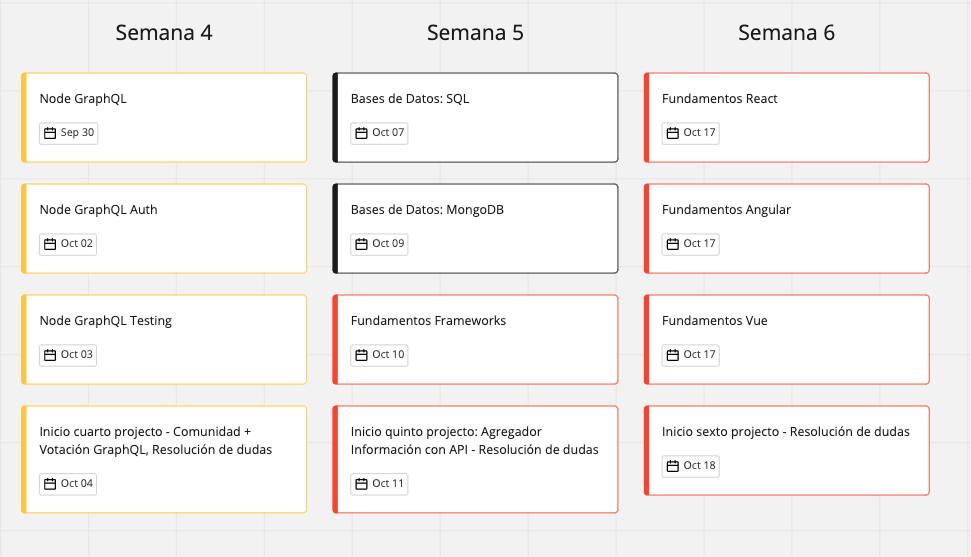 Semana 4
Node GraphQL
Sep 30
Node GraphQL Auth
Oct 02
Node GraphQL Testing
Oct 03
Inicio cuarto projecto - Comunidad +
Votación GraphQL, Resolución de dudas
Oct 04
Semana 5
Bases de Datos: SQL
Oct 07
Bases de Datos: MongoDB
Oct 09
Fundamentos Frameworks
Oct 10
Inicio quinto projecto: Agregador
Información con API - Resolución de dudas
Oct 11
Semana 6
Fundamentos React
Oct 17
Fundamentos Angular
Oct 17
Fundamentos Vue
Oct 17
Inicio sexto projecto - Resolución de dudas
Oct 18